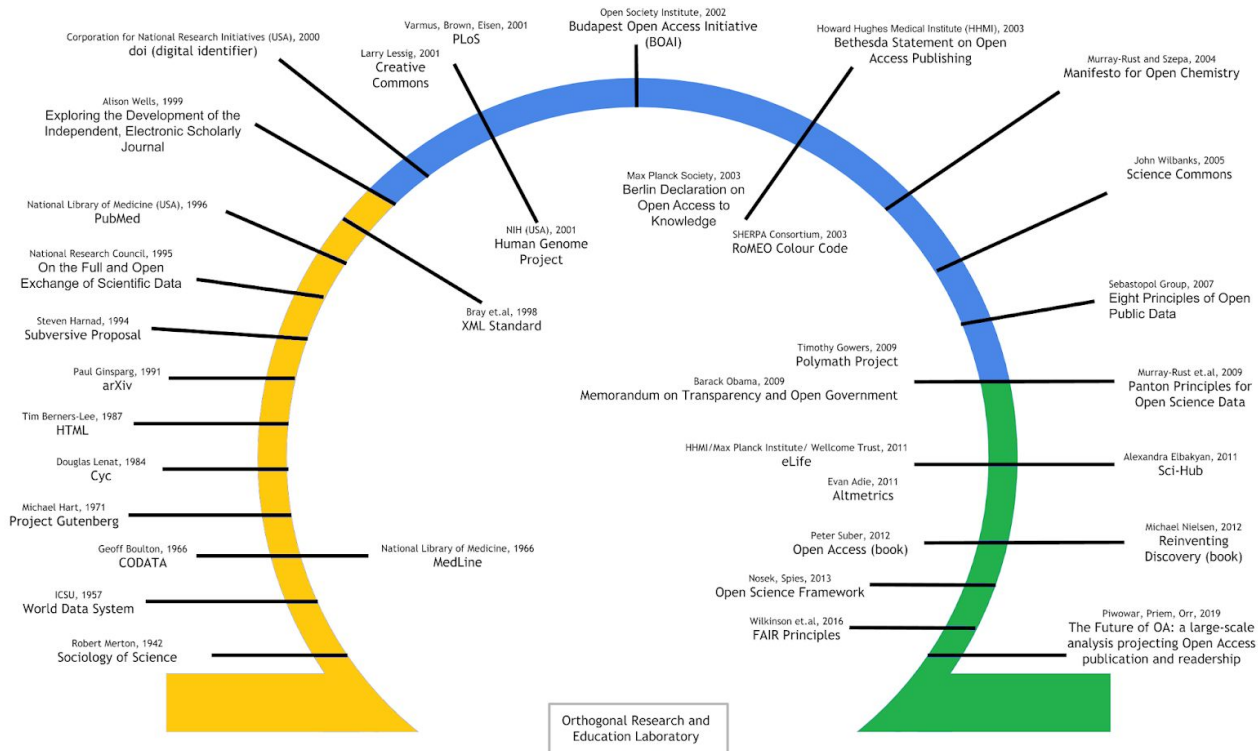 Corporation for National Research Initiatives (USA), 2000
doi (digital identifier)
Varmus, Brown, Eisen, 2001
PLoS
Larry Lessig, 2001
Creative
Commons
Open Society Institute, 2002
Budapest Open Access Initiative
(BOAI)
Howard Hughes Medical Institute (HHMI), 2003
Bethesda Statement on Open
Access Publishing
Murray-Rust and Szepa, 2004
Manifesto for Open Chemistry
Alison Wells, 1999
Exploring the Development of the
Independent, Electronic Scholarly
Journal
John Wilbanks, 2005
Science Commons
Max Planck Society, 2003
Berlin Declaration on
Open Access to
Knowledge
National Library of Medicine (USA), 1996
PubMed
NIH (USA), 2001
Human Genome
Project
SHERPA Consortium, 2003
RoMEO Colour Code
National Research Council, 1995
On the Full and Open
Exchange of Scientific Data
Sebastopol Group, 2007
Eight Principles of Open
Public Data
Bray et.al, 1998
XML Standard
Steven Harnad, 1994
Subversive Proposal
Timothy Gowers, 2009
Polymath Project
Paul Ginsparg, 1991
arXiv
Barack Obama, 2009
Memorandum on Transparency and Open Government
Murray-Rust et.al, 2009
Panton Principles for
Open Science Data
Tim Berners-Lee, 1987
HTML
HHMI/Max Planck Institute/ Wellcome Trust, 2011
eLife
Alexandra Elbakyan, 2011
Sci-Hub
Douglas Lenat, 1984
Cyc
Evan Adie, 2011
Altmetrics
Michael Hart, 1971
Project Gutenberg
Peter Suber, 2012
Open Access (book)
Michael Nielsen, 2012
Reinventing
Discovery (book)
Geoff Boulton, 1966
CODATA
National Library of Medicine, 1966
MedLine
Nosek, Spies, 2013
Open Science Framework
ICSU, 1957
World Data System
Wilkinson et.al, 2016
FAIR Principles
Piwowar, Priem, Orr, 2019
The Future of OA: a large-scale
analysis projecting Open Access
publication and readership
Robert Merton, 1942
Sociology of Science
Orthogonal Research and
Education Laboratory